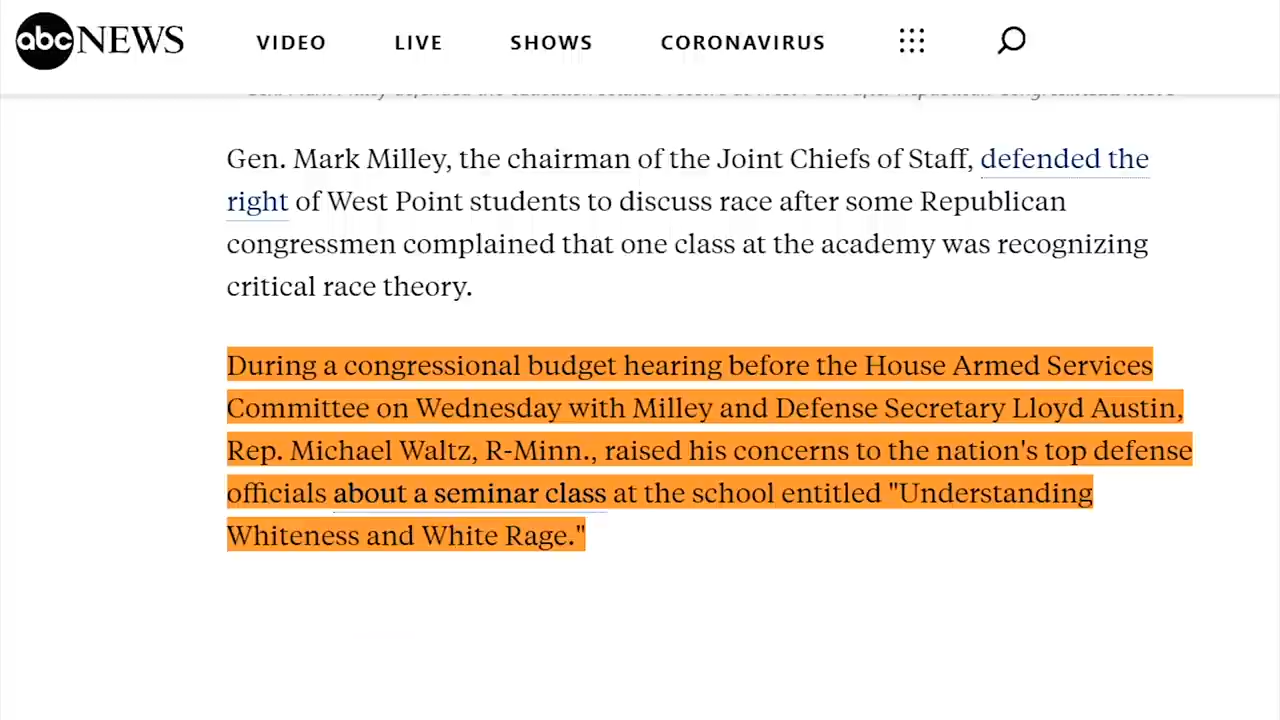 abc NEWS VIDEO LIVE SHOWS CORONAVIRUS
Gen. Mark Milley, the chairman of the Joint Chiefs of Staff, defended the
right of West Point students to discuss race after some Republican
congressmen complained that one class at the academy was recognizing
critical race theory.
During a congressional budget hearing before the House Armed Services
Committee on Wednesday with Milley and Defense Secretary Lloyd Austin,
Rep. Michael Waltz, R-Minn., raised his concerns to the nation's top defense
officials about a seminar class at the school entitled "Understanding
Whiteness and White Rage."